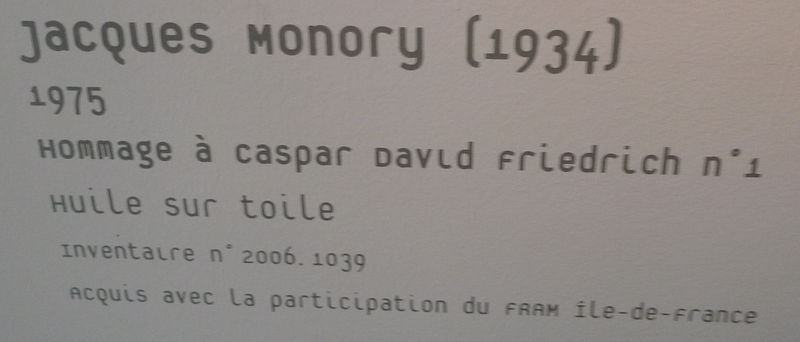 Jacques Monory (1934)
1975
Hommage à Caspar David Friedrich n°1
Huile sur toile
Inventaire n° 2006.1039
Acquis avec la participation du FRAM Île-de-France